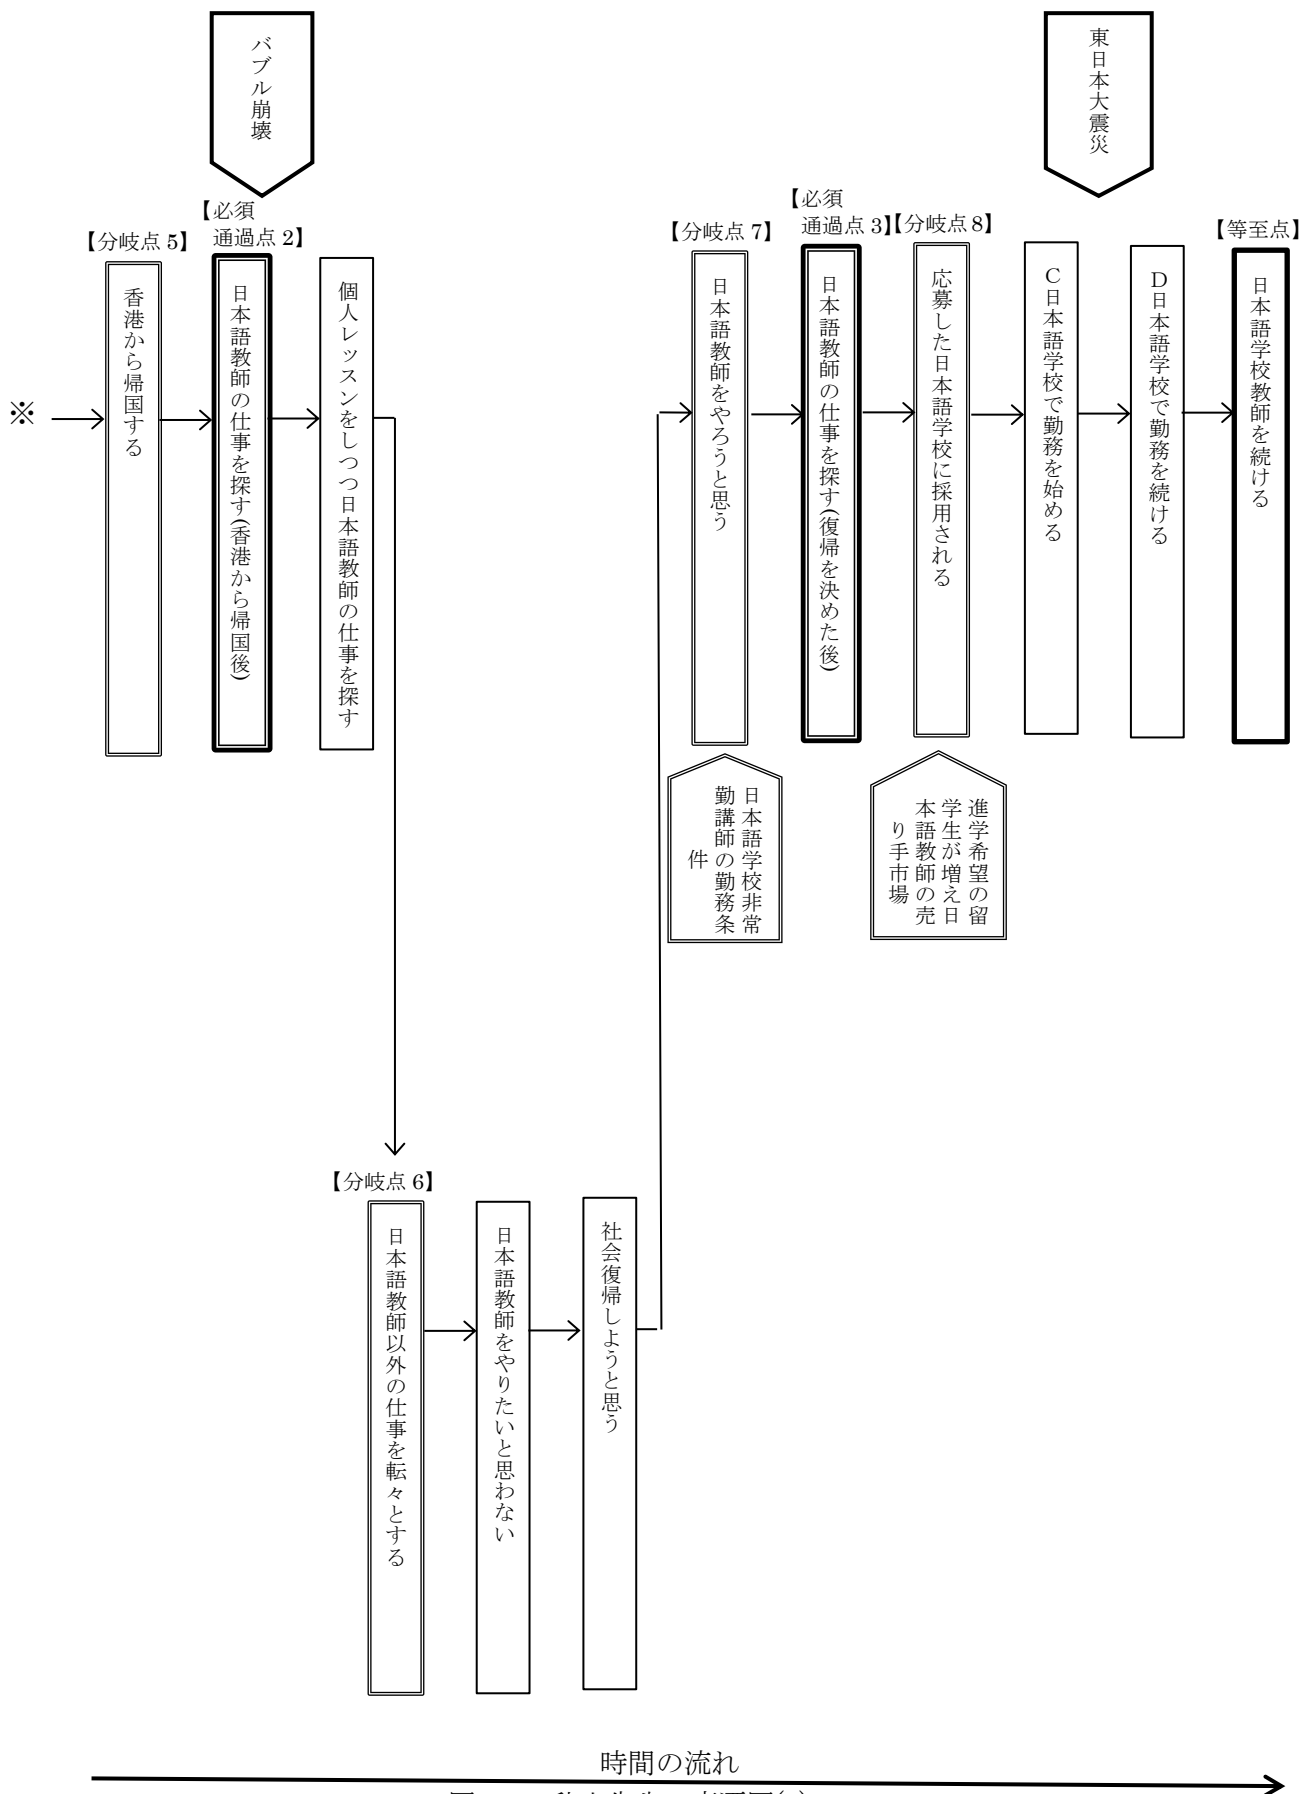 バブル崩壊
東日本大震災
【分岐点 5】
【必須
通過点 2】
【分岐点 7】
【必須
通過点 3】
【分岐点 8】
【等至点】
※
香港から帰国する
日本語教師の仕事を探す(香港から帰国後)
個人レッスンをしつつ日本語教師の仕事を探す
日本語教師をやろうと思う
日本語教師の仕事を探す(復帰を決めた後)
応募した日本語学校に採用される
C日本語学校で勤務を始める
D日本語学校で勤務を続ける
日本語学校教師を続ける
日本語学校非常
勤講師の勤務条
件
進学希望の留
学生が増え日
本語教師の売
り手市場
【分岐点 6】
日本語教師以外の仕事を転々とする
日本語教師をやりたいと思わない
社会復帰しようと思う
時間の流れ